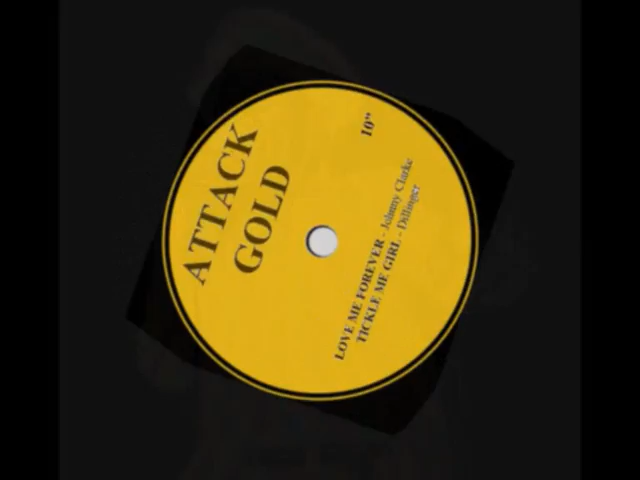 ATTACK
GOLD
10"
LOVE ME FOREVER - Johnny Clarke
TICKLE ME GIRL - Dillinger